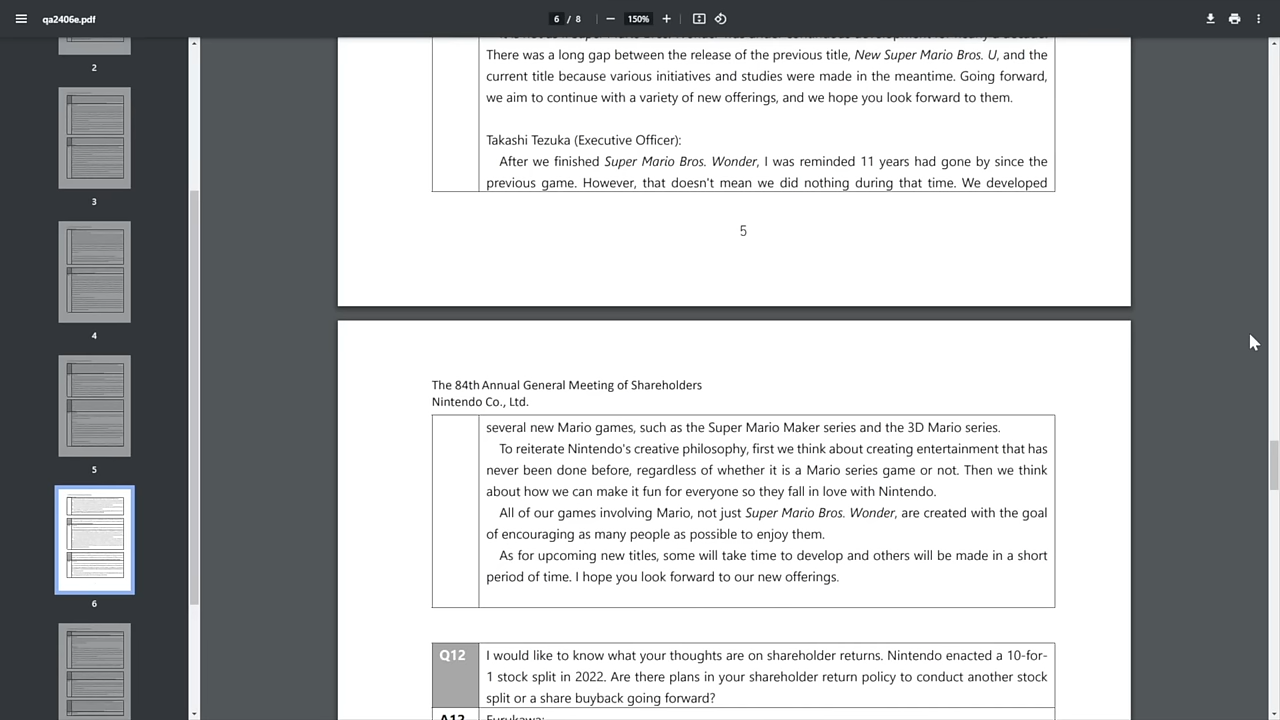 qa2406e.pdf
6 / 8
150%
2
3
4
5
6
There was a long gap between the release of the previous title, New Super Mario Bros. U, and the
current title because various initiatives and studies were made in the meantime. Going forward,
we aim to continue with a variety of new offerings, and we hope you look forward to them.
Takashi Tezuka (Executive Officer):
After we finished Super Mario Bros. Wonder, I was reminded 11 years had gone by since the
previous game. However, that doesn't mean we did nothing during that time. We developed
5
The 84th Annual General Meeting of Shareholders
Nintendo Co., Ltd.
several new Mario games, such as the Super Mario Maker series and the 3D Mario series.
To reiterate Nintendo's creative philosophy, first we think about creating entertainment that has
never been done before, regardless of whether it is a Mario series game or not. Then we think
about how we can make it fun for everyone so they fall in love with Nintendo.
All of our games involving Mario, not just Super Mario Bros. Wonder, are created with the goal
of encouraging as many people as possible to enjoy them.
As for upcoming new titles, some will take time to develop and others will be made in a short
period of time. I hope you look forward to our new offerings.
Q12
I would like to know what your thoughts are on shareholder returns. Nintendo enacted a 10-for-
1 stock split in 2022. Are there plans in your shareholder return policy to conduct another stock
split or a share buyback going forward?
A12
Furukawa: